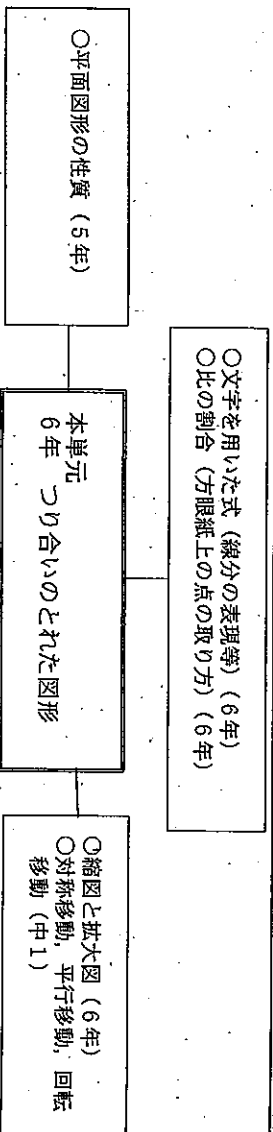 ○平面図形の性質（5年）
○文字を用いた式（線分の表現等）（6年）
○比の割合（方眼紙上の点の取り方）（6年）
本単元
6年　つり合いのとれた図形
○縮図と拡大図（6年）
○対称移動，平行移動，回転
移動（中1）